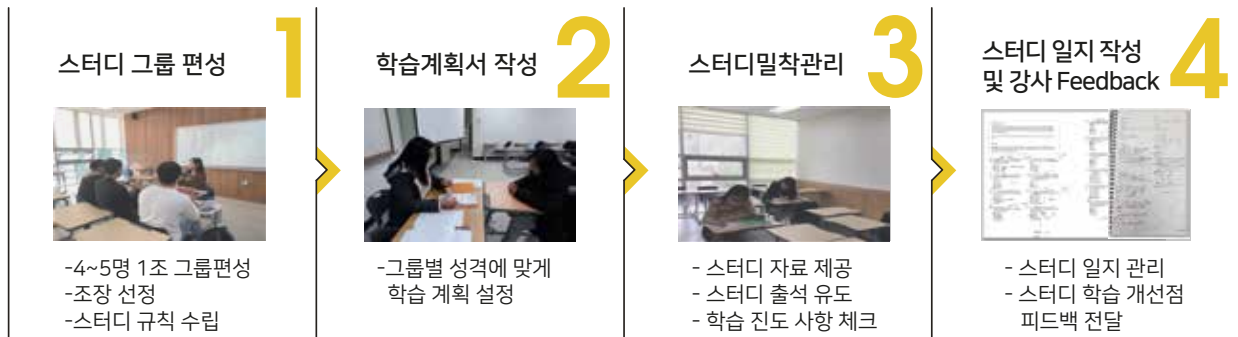 1
스터디 그룹 편성
-4~5명 1조 그룹편성
-조장 선정
-스터디 규칙 수립
2
학습계획서 작성
-그룹별 성격에 맞게
학습 계획 설정
3
스터디밀착관리
- 스터디 자료 제공
- 스터디 출석 유도
- 학습 진도 사항 체크
4
스터디 일지 작성
및 강사 Feedback
- 스터디 일지 관리
- 스터디 학습 개선점
피드백 전달